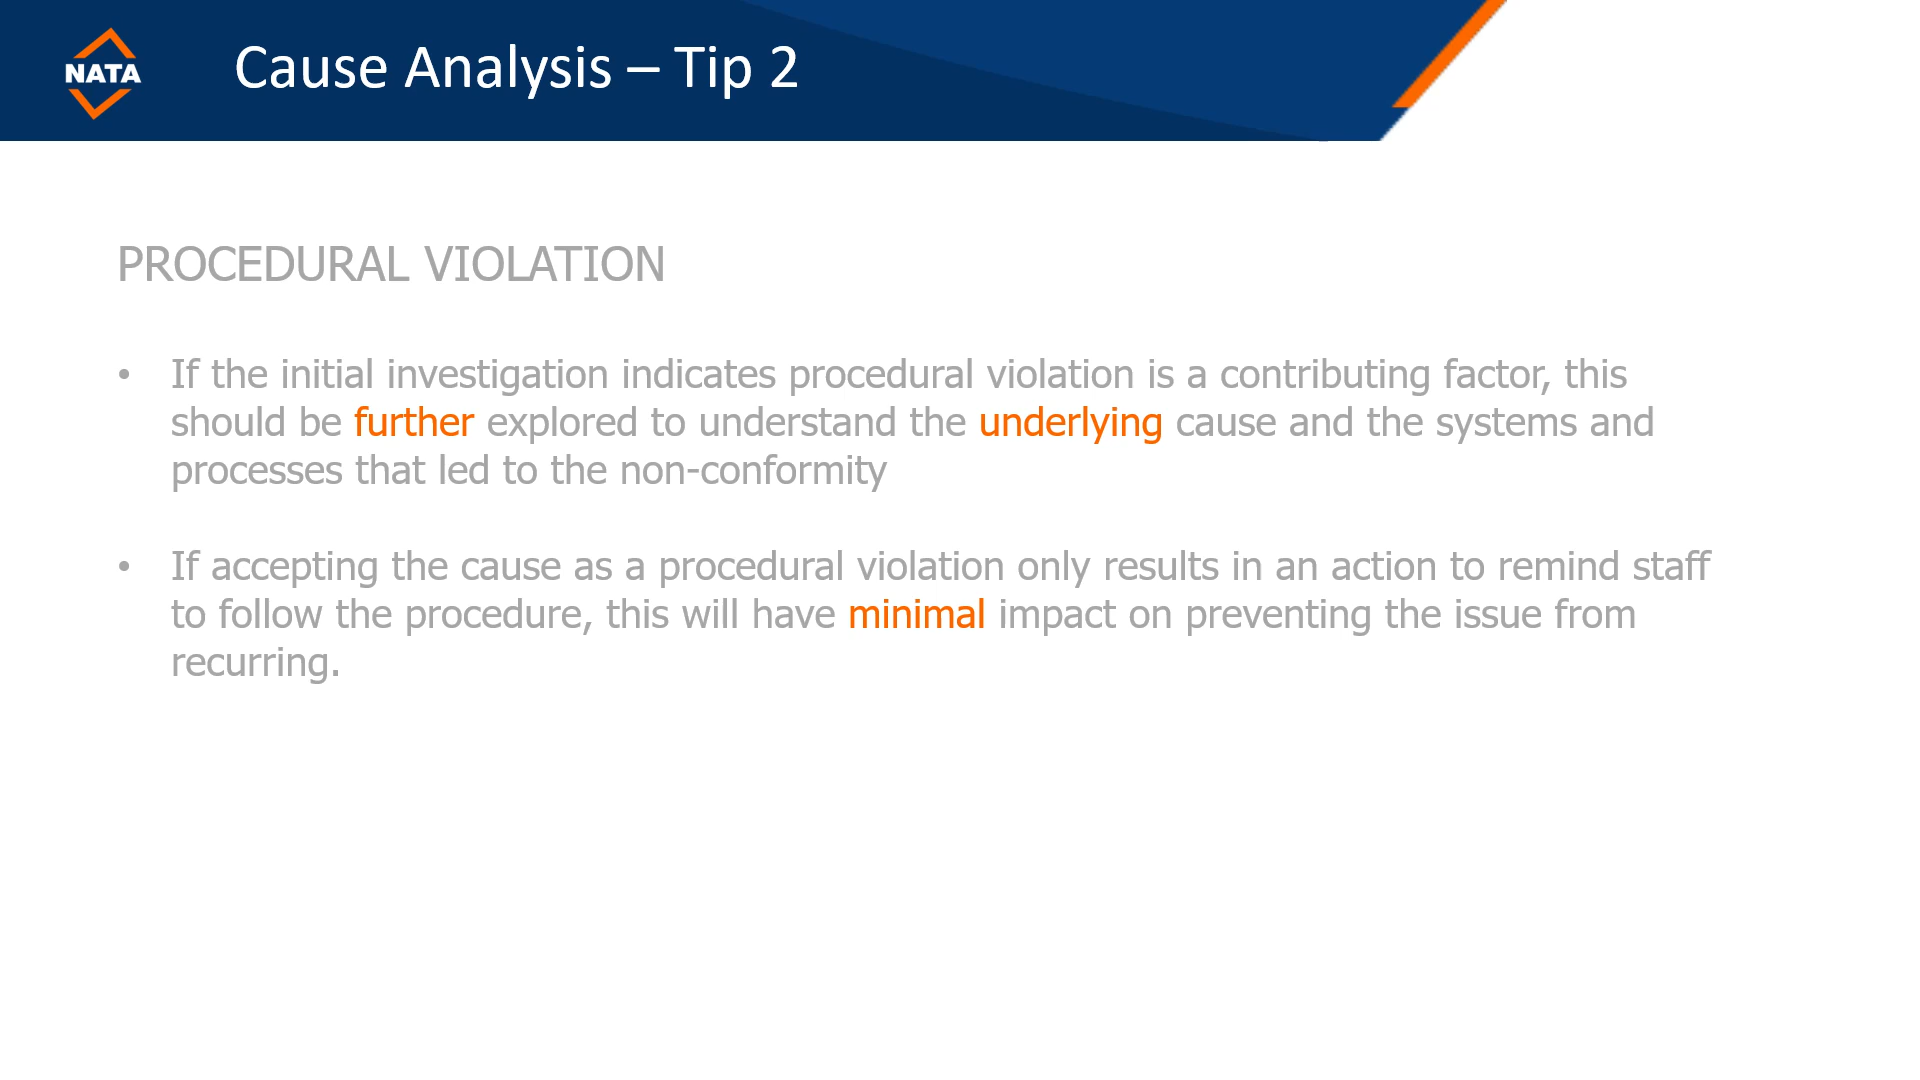 NATA
Cause Analysis – Tip 2
PROCEDURAL VIOLATION
• If the initial investigation indicates procedural violation is a contributing factor, this
should be further explored to understand the underlying cause and the systems and
processes that led to the non-conformity
• If accepting the cause as a procedural violation only results in an action to remind staff
to follow the procedure, this will have minimal impact on preventing the issue from
recurring.